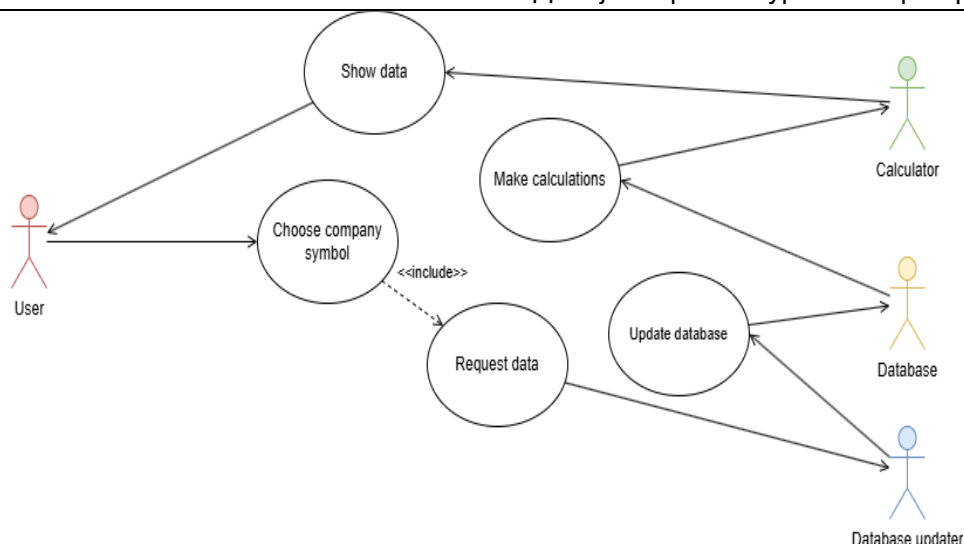 Show data
Calculator
Make calculations
Choose company
symbol
<<include>>
User
Update database
Request data
Database
Database updater